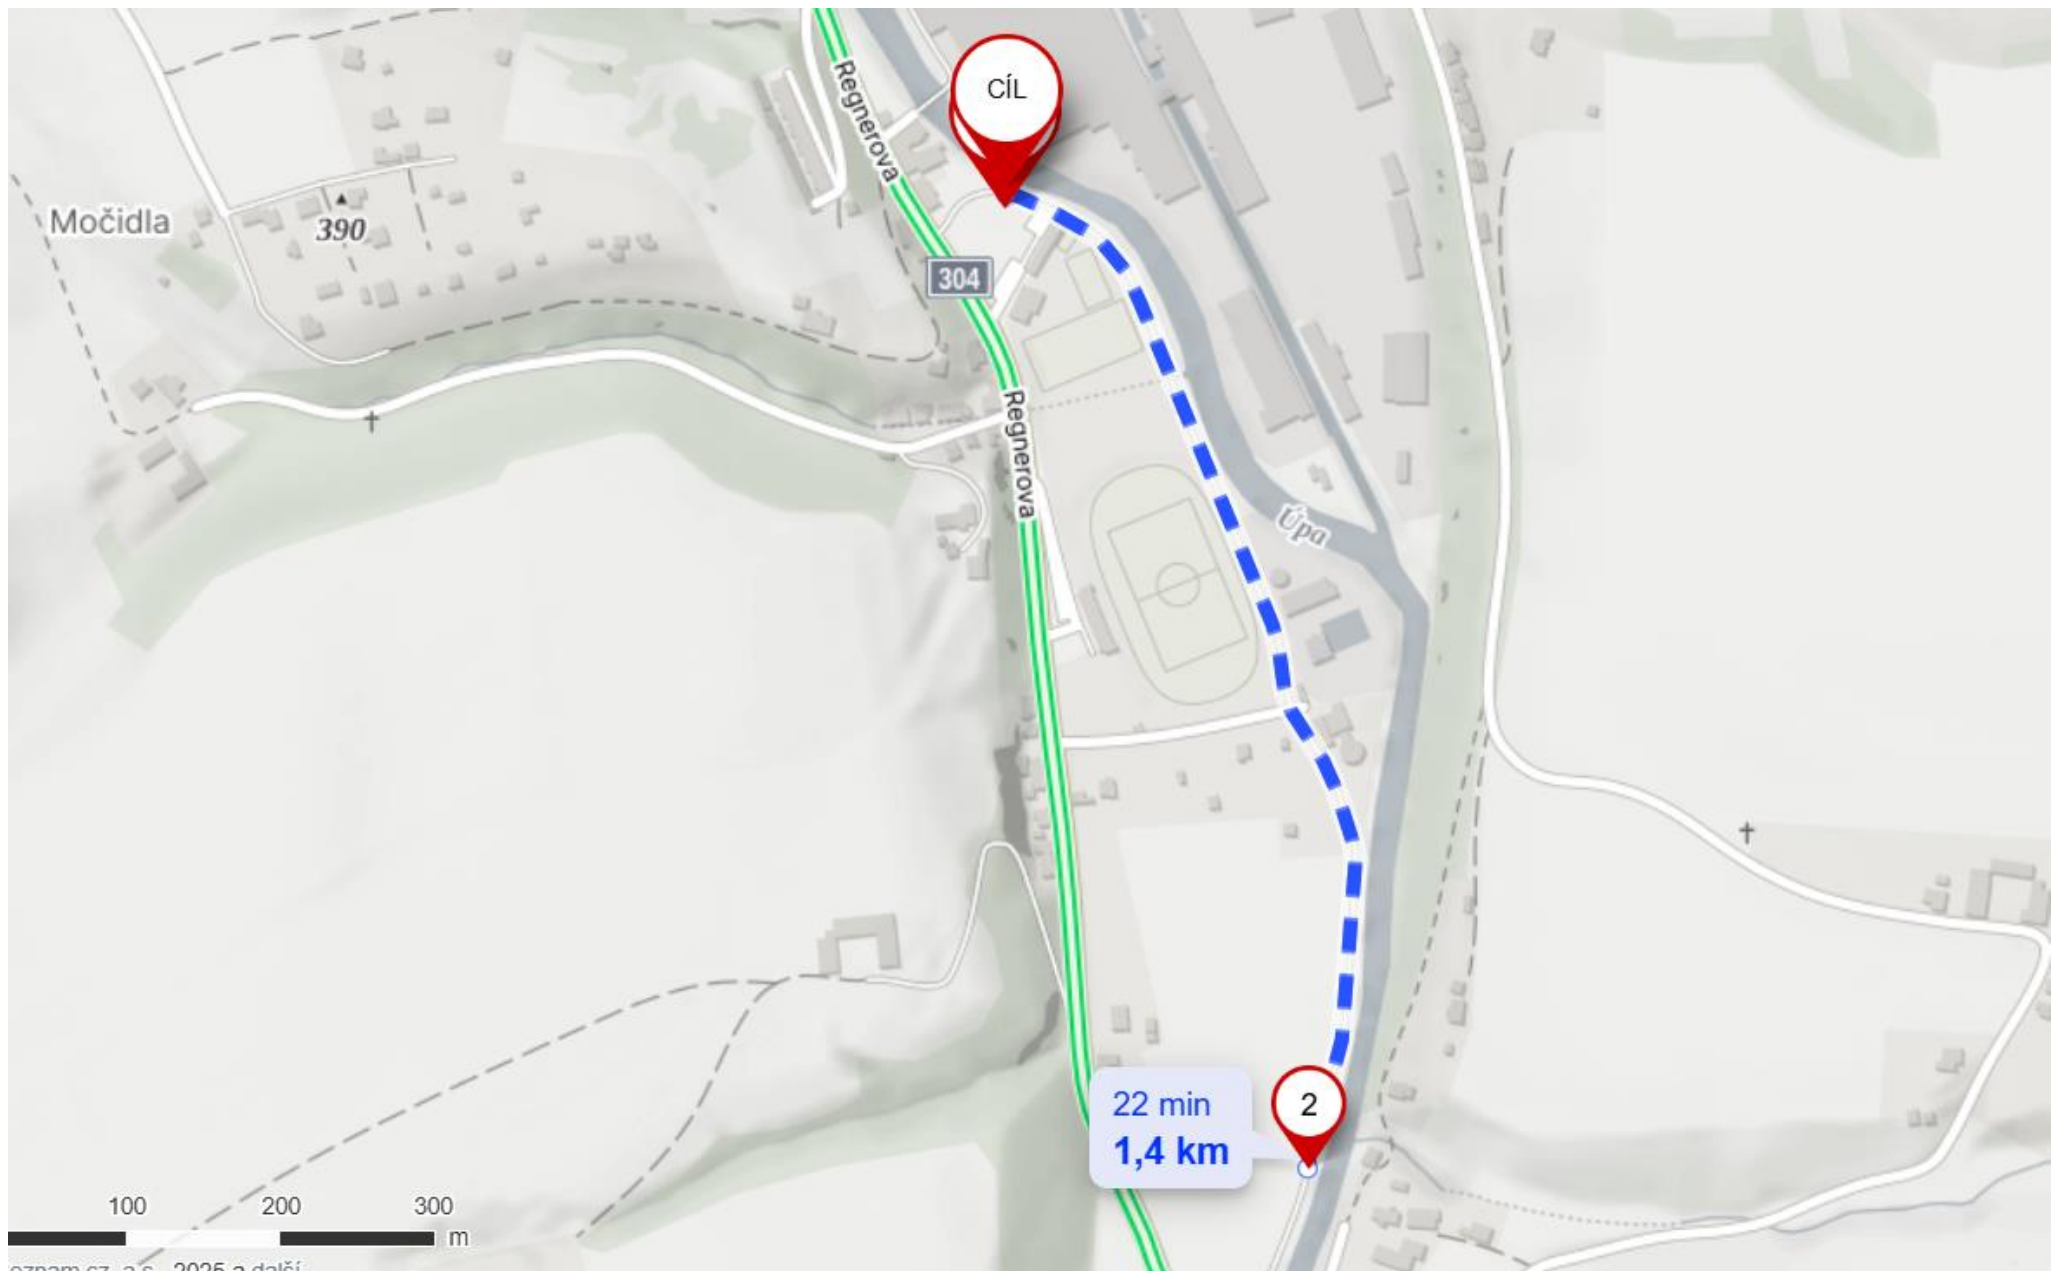 CÍL
Regnerova
Močidla
390
304
Regnerova
Úpa
22 min
1,4 km
2
100 200 300
m
2025 a další